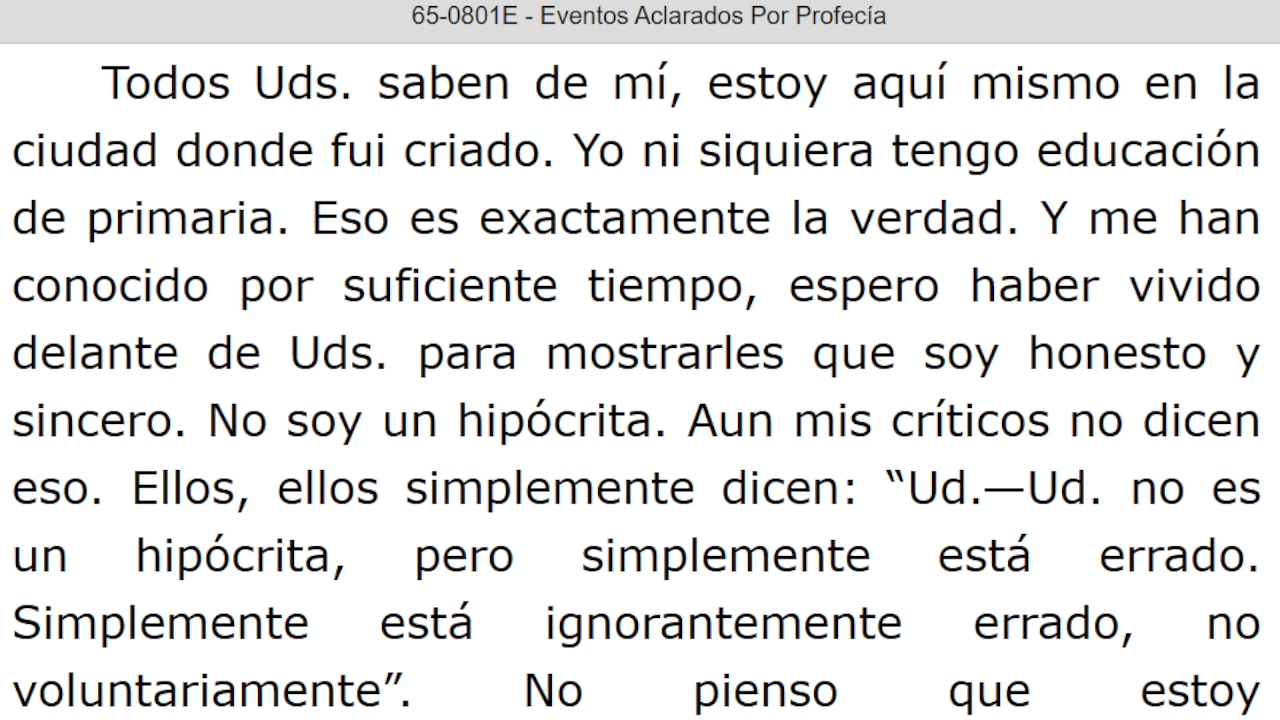 65-0801E - Eventos Aclarados Por Profecía
Todos Uds. saben de mí, estoy aquí mismo en la
ciudad donde fui criado. Yo ni siquiera tengo educación
de primaria. Eso es exactamente la verdad. Y me han
conocido por suficiente tiempo, espero haber vivido
delante de Uds. para mostrarles que soy honesto y
sincero. No soy un hipócrita. Aun mis críticos no dicen
eso. Ellos, ellos simplemente dicen: “Ud.—Ud. no es
un hipócrita, pero simplemente está errado.
Simplemente está ignorantemente errado, no
voluntariamente”. No pienso que estoy